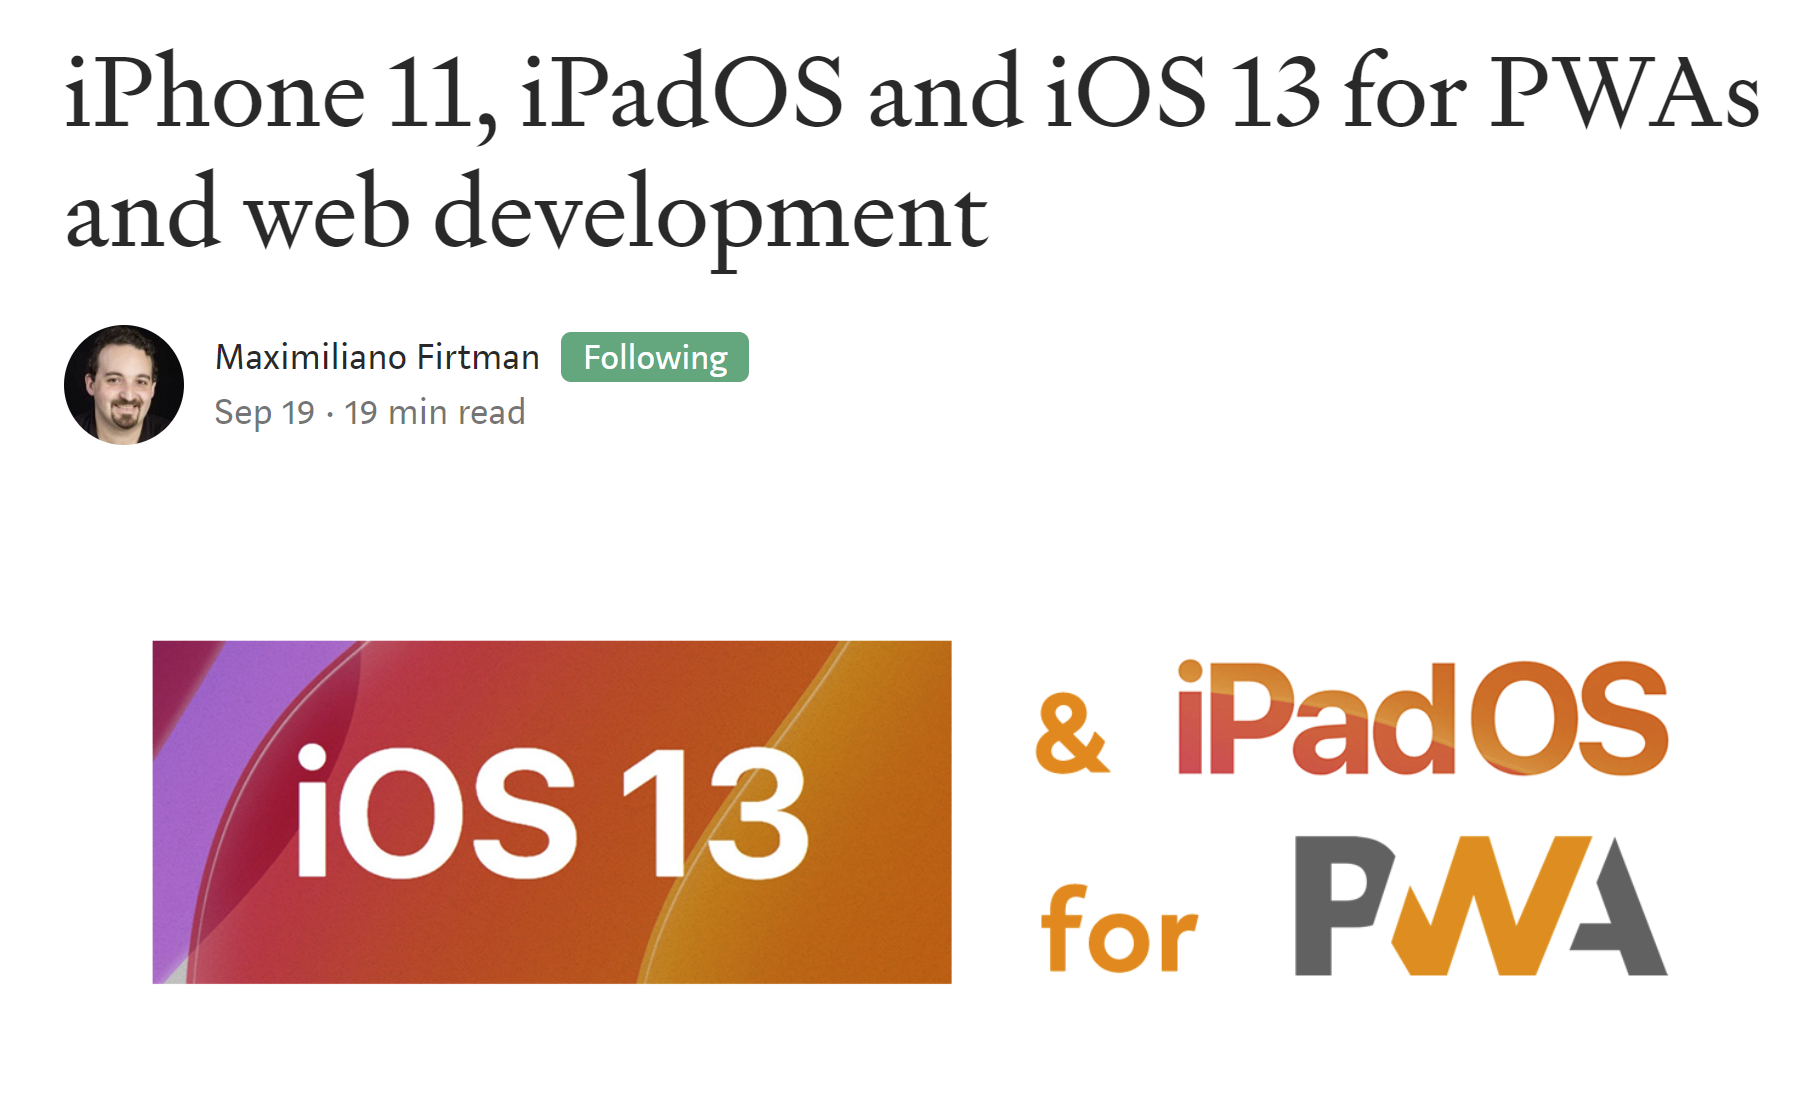 iPhone 11, iPadOS and iOS 13 for PWAs
and web development
Maximiliano Firtman Following
Sep 19 · 19 min read
iOS 13
& iPadOS
for PWA